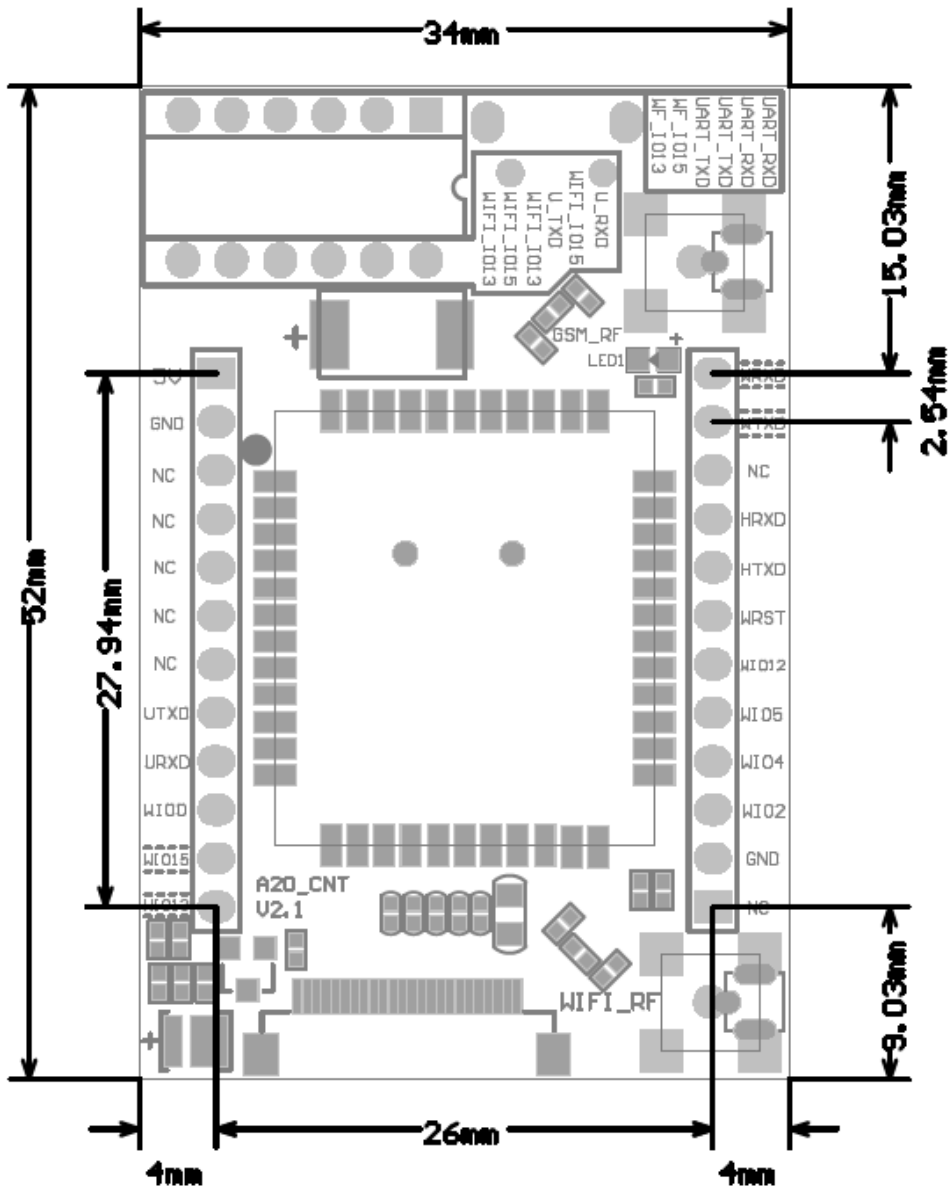 34mm
WF_IO13
WF_IO15
UART_TXD
UART_TXD
UART_RXD
UART_RXD
WIFI_IO13
WIFI_IO15
WIFI_IO13
U_TXD
WIFI_IO15
U_RXD
15.03mm
+
GSM_RF
LED1
+
5V
GND
NC
NC
NC
NC
NC
UTXD
URXD
WIO0
WIO15
WRXD
WTXD
NC
HRXD
HTXD
WRST
WIO12
WIO5
WIO4
WIO2
GND
NC
2.54mm
52mm
27.94mm
A20_CNT
V2.1
WIFI_RF
+
9.03mm
26mm
4mm
4mm